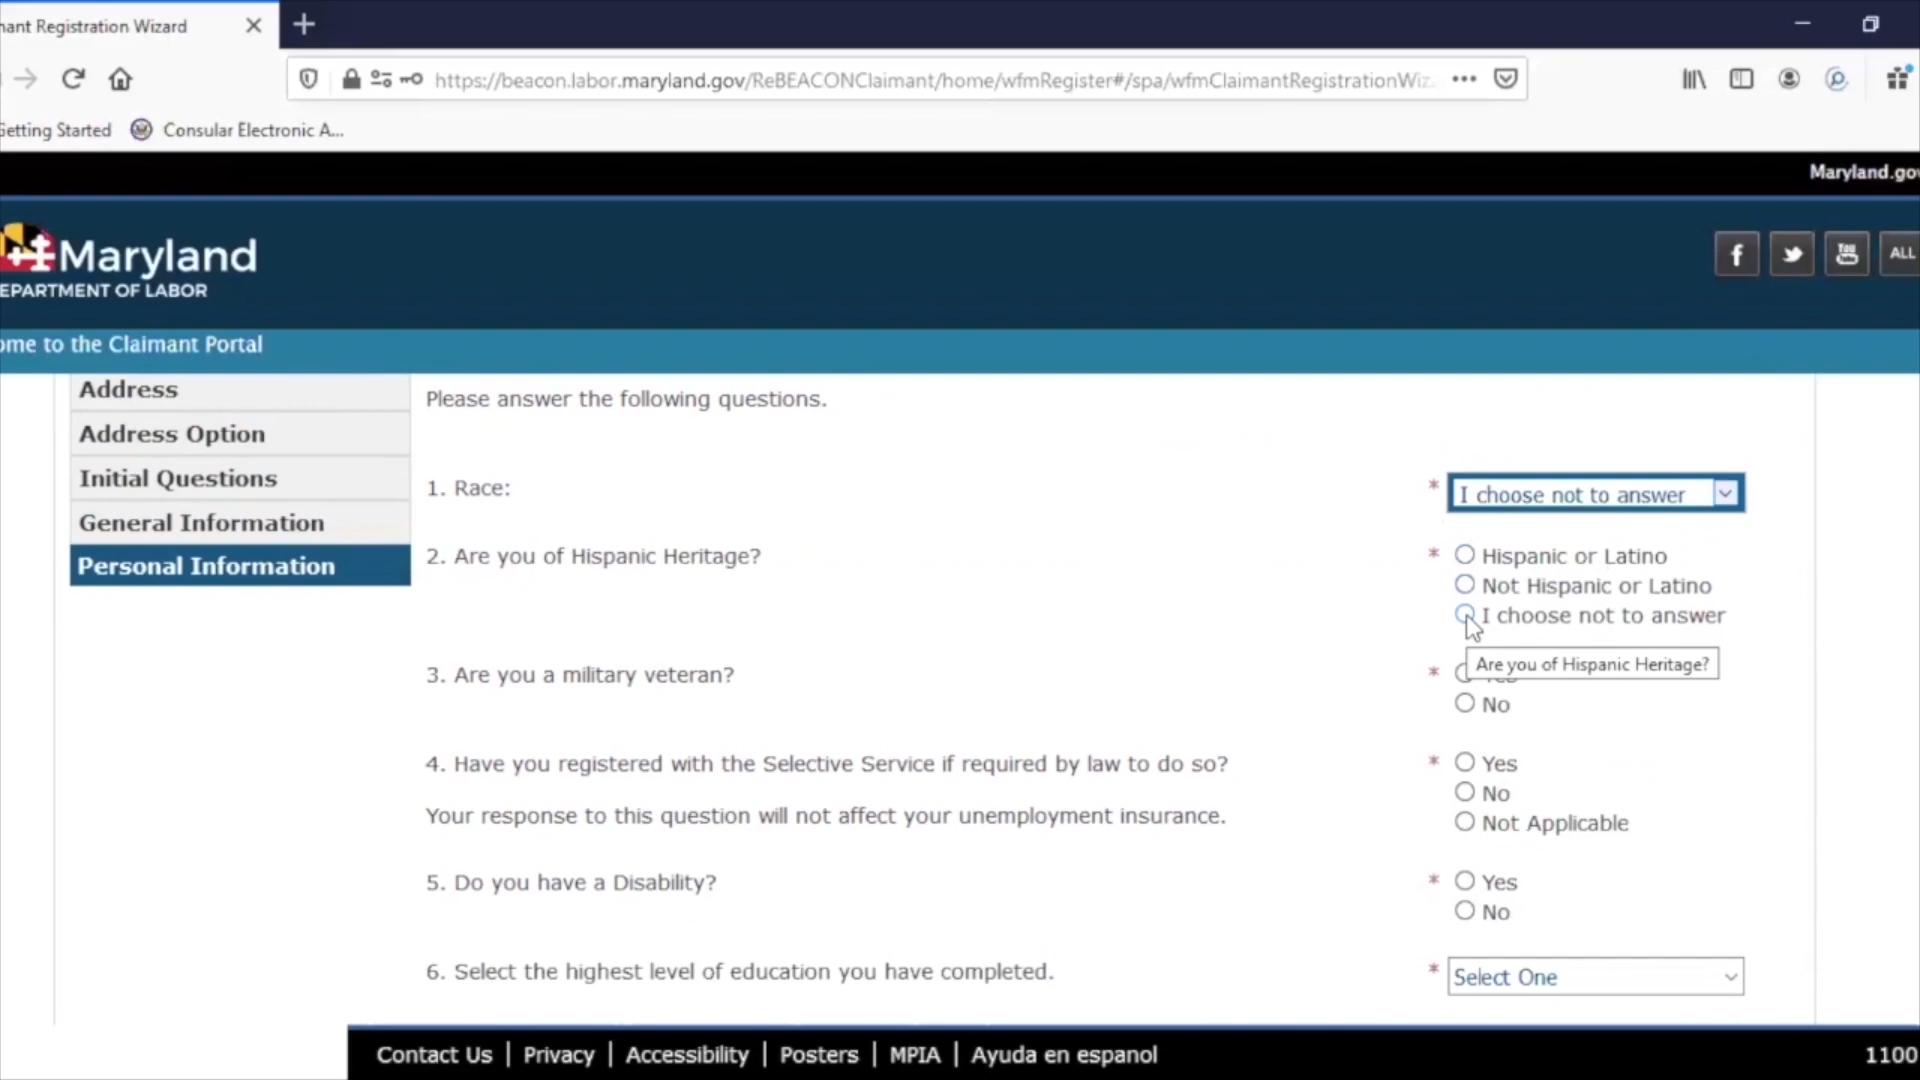 nant Registration Wizard
https://beacon.labor.maryland.gov/ReBEACONClaimant/home/wfmRegister#/spa/wfmClaimantRegistrationWiz
Getting Started Consular Electronic A...
Maryland.gov
Maryland
EPARTMENT OF LABOR
f You ALL
ome to the Claimant Portal
Address
Address Option
Initial Questions
General Information
Personal Information
Please answer the following questions.
1. Race: * I choose not to answer
2. Are you of Hispanic Heritage? * Hispanic or Latino
Not Hispanic or Latino
I choose not to answer
Are you of Hispanic Heritage?
3. Are you a military veteran? * Yes
No
4. Have you registered with the Selective Service if required by law to do so? * Yes
No
Your response to this question will not affect your unemployment insurance.
Not Applicable
5. Do you have a Disability? * Yes
No
6. Select the highest level of education you have completed. * Select One
Contact Us | Privacy | Accessibility | Posters | MPIA | Ayuda en espanol
1100